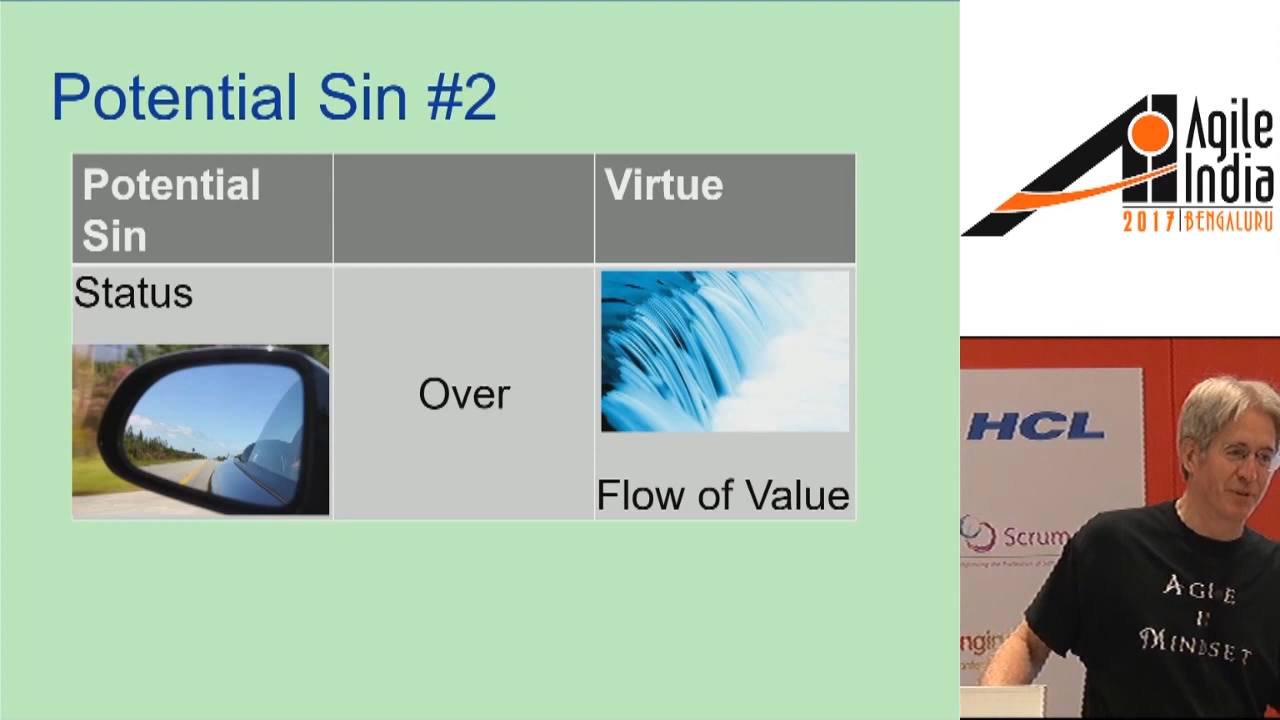 Potential Sin #2
Potential
Sin
Virtue
Status
Over
Flow of Value
Agile
India
2017 | BENGALURU
HCL
Scrum
AGILE
MINDSET